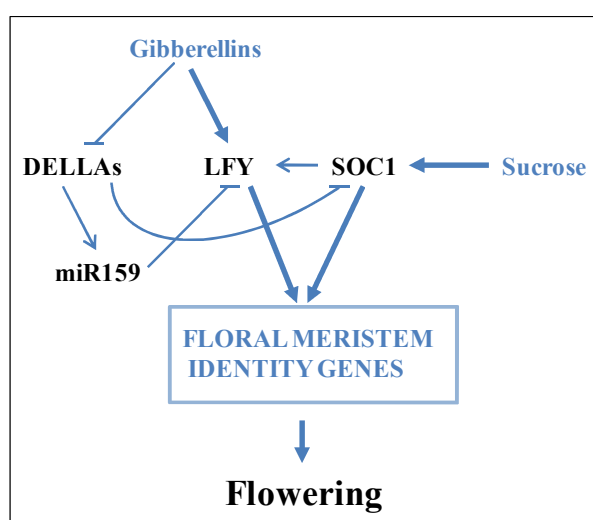 Gibberellins
DELLAs LFY SOC1 Sucrose
miR159
FLORAL MERISTEM
IDENTITY GENES
Flowering